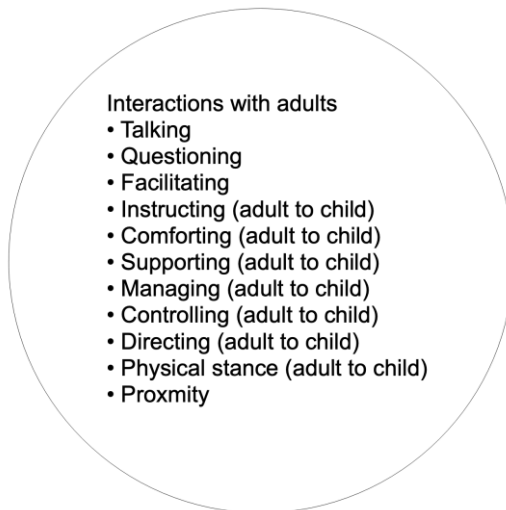 Interactions with adults
• Talking
• Questioning
• Facilitating
• Instructing (adult to child)
• Comforting (adult to child)
• Supporting (adult to child)
• Managing (adult to child)
• Controlling (adult to child)
• Directing (adult to child)
• Physical stance (adult to child)
• Proxmity